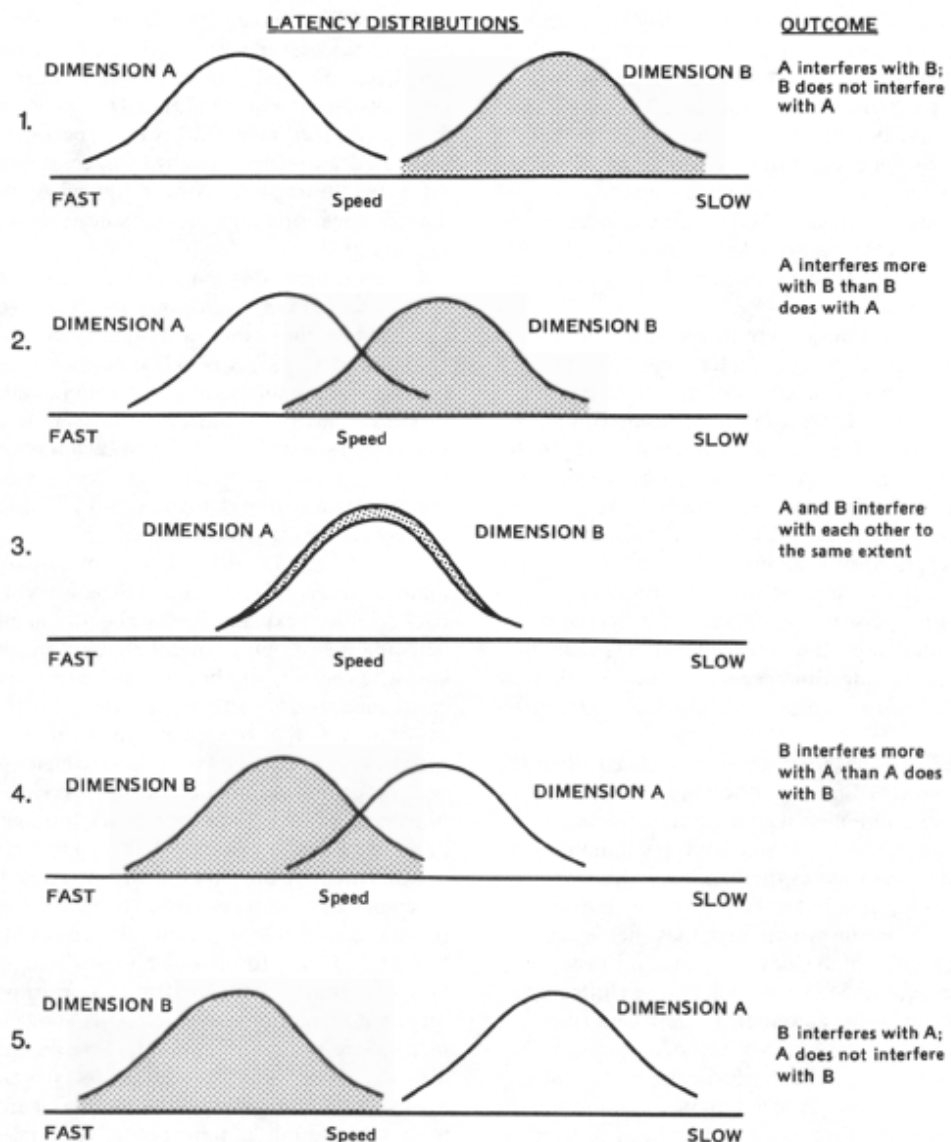 LATENCY DISTRIBUTIONS
OUTCOME
1.
DIMENSION A
DIMENSION B
A interferes with B;
B does not interfere
with A
FAST
Speed
SLOW
2.
DIMENSION A
DIMENSION B
A interferes more
with B than B
does with A
FAST
Speed
SLOW
3.
DIMENSION A
DIMENSION B
A and B interfere
with each other to
the same extent
FAST
Speed
SLOW
4.
DIMENSION B
DIMENSION A
B interferes more
with A than A does
with B
FAST
Speed
SLOW
5.
DIMENSION B
DIMENSION A
B interferes with A;
A does not interfere
with B
FAST
Speed
SLOW